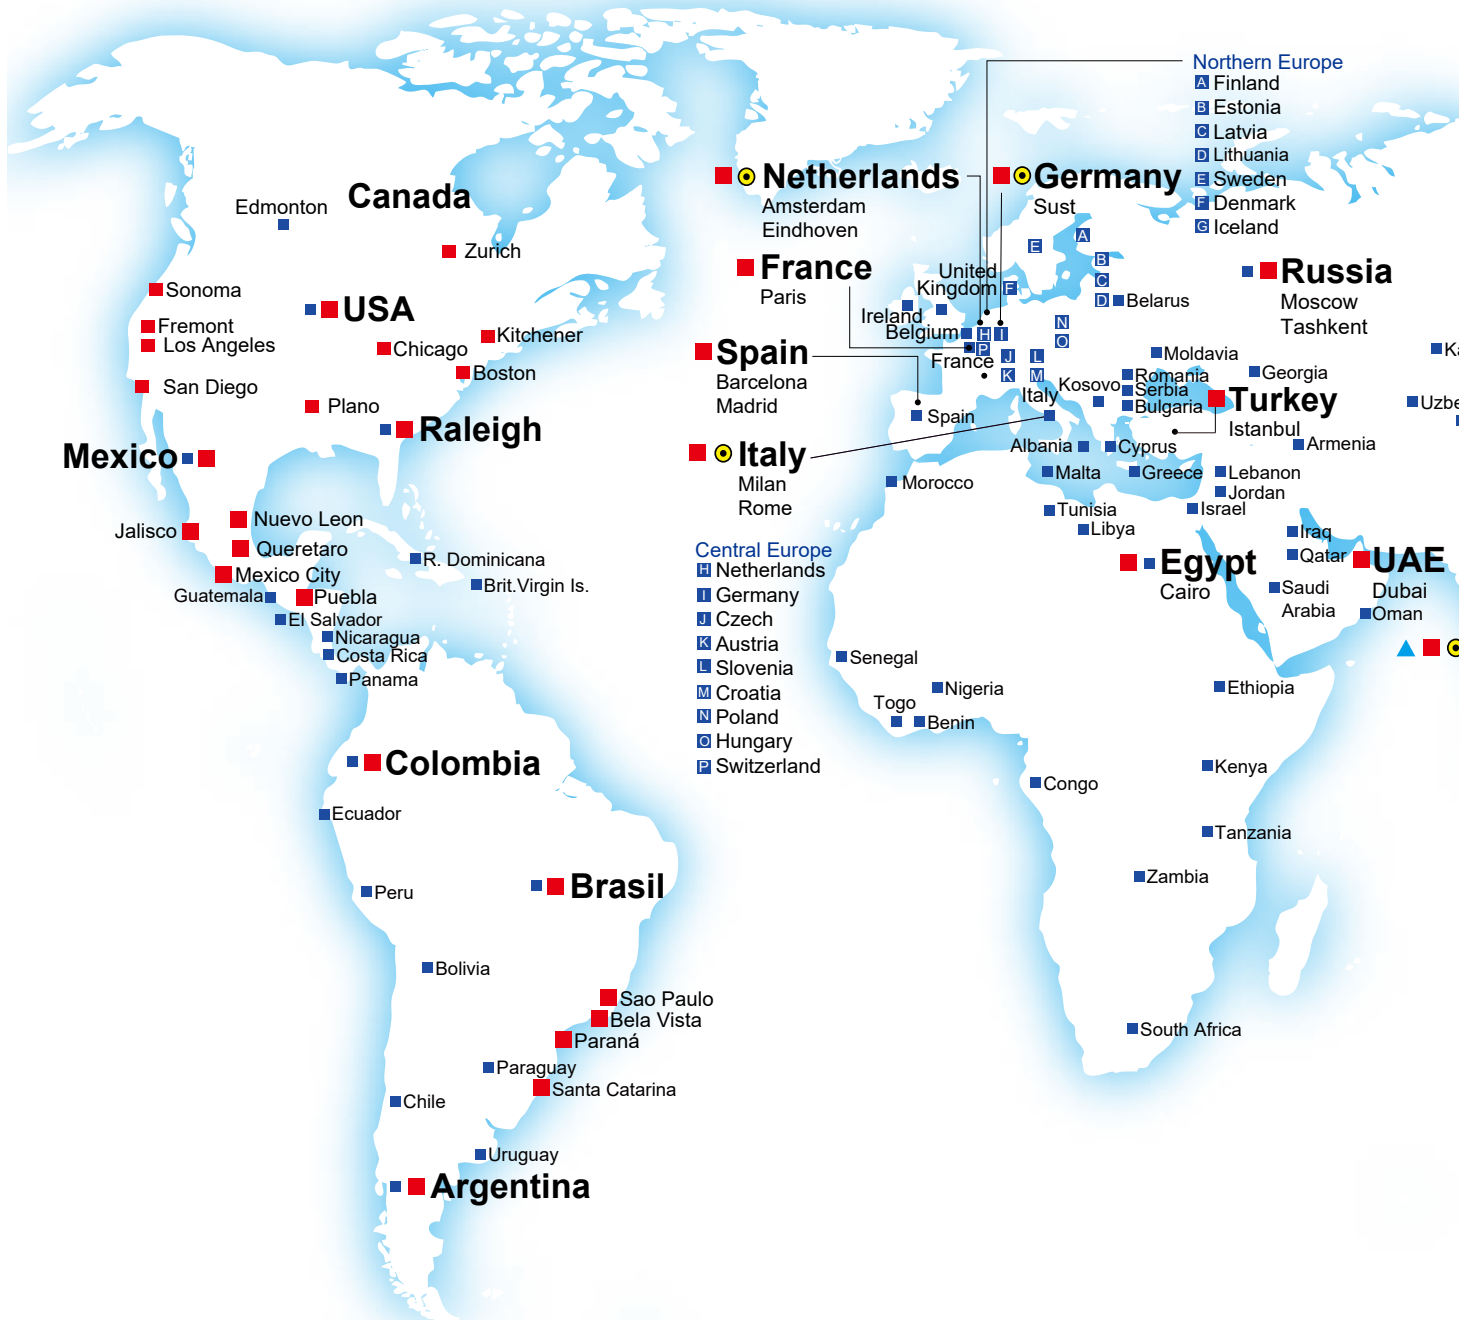 Northern Europe
A Finland
B Estonia
C Latvia
D Lithuania
E Sweden
F Denmark
G Iceland
Netherlands
Amsterdam
Eindhoven
Germany
Sust
Canada
Edmonton
Zurich
France
Paris
Russia
Moscow
Tashkent
E
A
B
C
D
Belarus
F
United
Kingdom
Ireland
Belgium
H
I
N
O
P
J
L
K
M
France
Sonoma
USA
Fremont
Los Angeles
Kitchener
Chicago
Boston
San Diego
Plano
Raleigh
Spain
Barcelona
Madrid
Spain
Italy
Kosovo
Moldavia
Romania
Serbia
Bulgaria
Georgia
Turkey
Istanbul
Armenia
Ka
Uzbe
Mexico
Italy
Milan
Rome
Albania
Cyprus
Malta
Greece
Lebanon
Jordan
Israel
Morocco
Tunisia
Libya
Jalisco
Nuevo Leon
Queretaro
Mexico City
Guatemala
Puebla
El Salvador
Nicaragua
Costa Rica
Panama
R. Dominicana
Brit.Virgin Is.
Central Europe
H Netherlands
I Germany
J Czech
K Austria
L Slovenia
M Croatia
N Poland
O Hungary
P Switzerland
Egypt
Cairo
Iraq
Qatar
UAE
Dubai
Saudi
Arabia
Oman
Senegal
Nigeria
Togo
Benin
Ethiopia
Congo
Kenya
Tanzania
Zambia
South Africa
Colombia
Ecuador
Peru
Brasil
Bolivia
Sao Paulo
Bela Vista
Paraná
Paraguay
Santa Catarina
Chile
Uruguay
Argentina